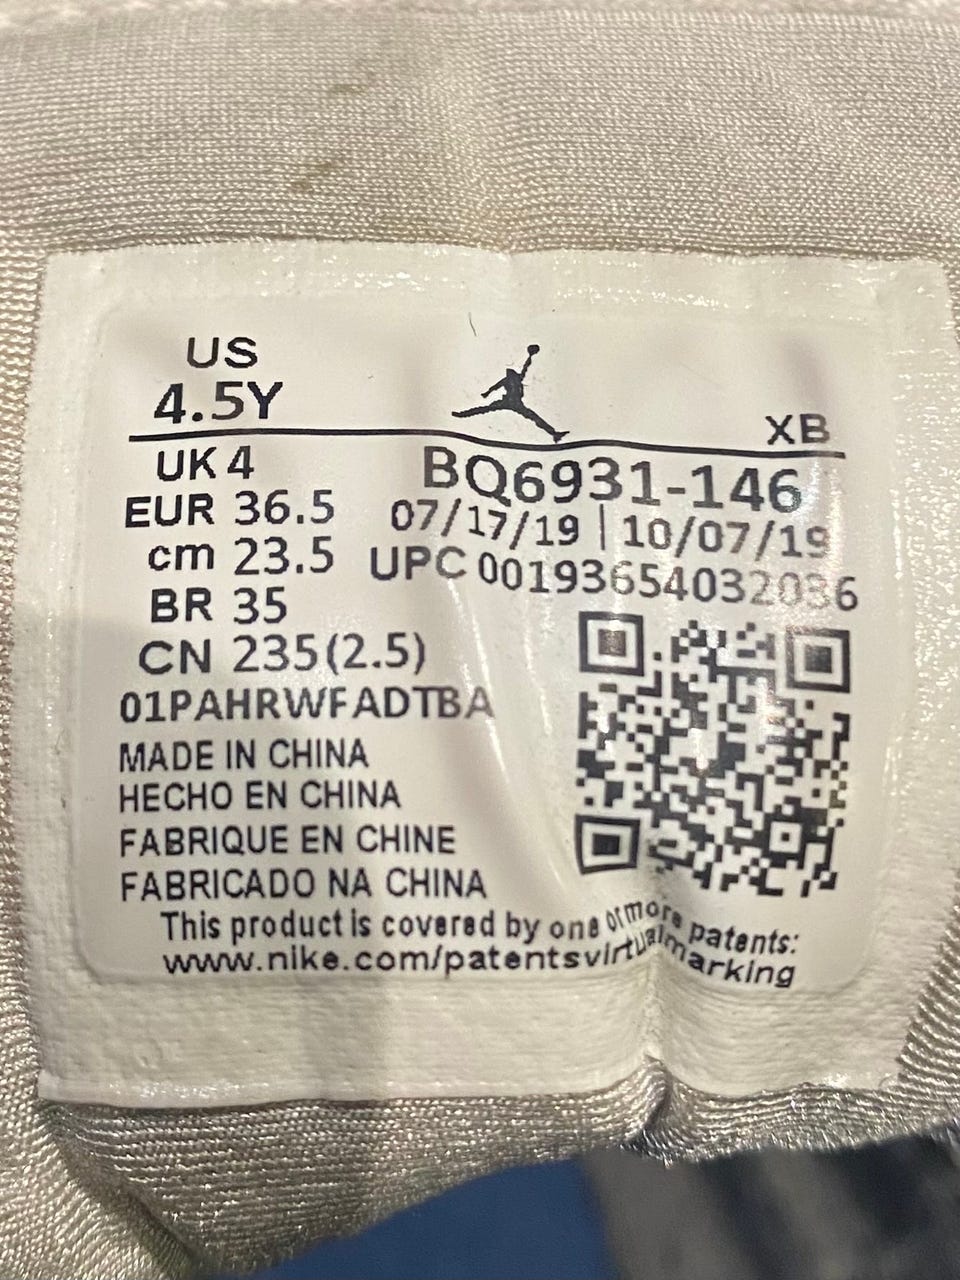 US
4.5Y
XB
UK 4
BQ6931-146
EUR 36.5
07/17/19 | 10/07/19
cm 23.5
UPC 00193654032036
BR 35
CN 235(2.5)
01PAHRWFADTBA
MADE IN CHINA
HECHO EN CHINA
FABRIQUE EN CHINE
FABRICADO NA CHINA
This product is covered by one or more patents:
www.nike.com/patentsvirtualmarking